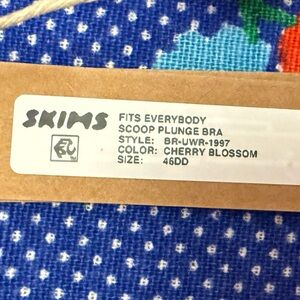 SKIMS
FITS EVERYBODY
SCOOP PLUNGE BRA
STYLE: BR-UWR-1997
COLOR: CHERRY BLOSSOM
SIZE: 46DD